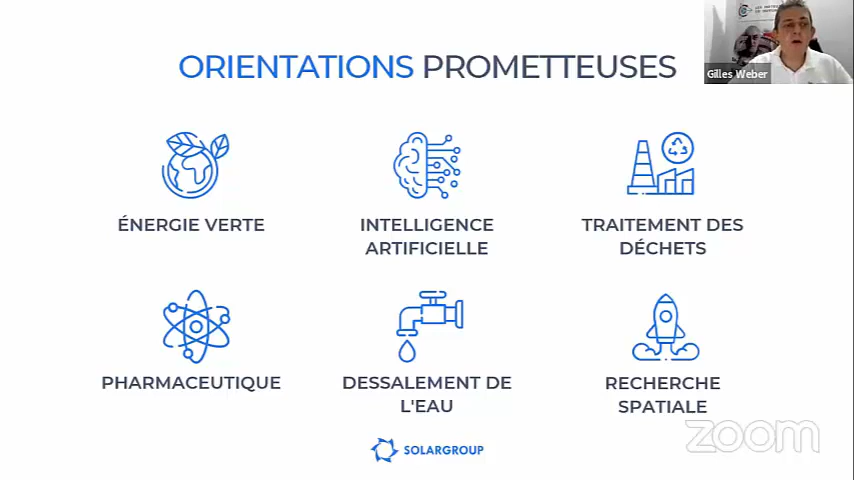 ORIENTATIONS PROMETTEUSES
Gilles Weber
ÉNERGIE VERTE
INTELLIGENCE
ARTIFICIELLE
TRAITEMENT DES
DÉCHETS
PHARMACEUTIQUE
DESSALEMENT DE
L'EAU
RECHERCHE
SPATIALE
SOLARGROUP
zoom